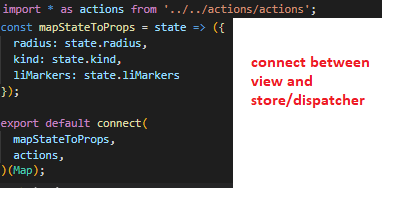 import * as actions from '../../actions/actions';
const mapStateToProps = state => ({
  radius: state.radius,
  kind: state.kind,
  liMarkers: state.liMarkers
});
export default connect(
  mapStateToProps,
  actions,
)(Map);
connect between
view and
store/dispatcher